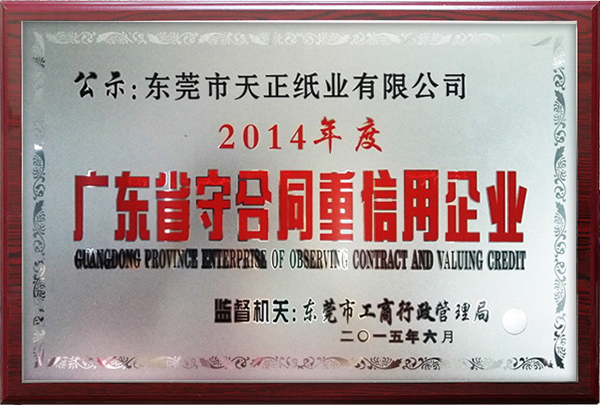 公示:东莞市天正纸业有限公司
2014年度
广东省守合同重信用企业
GUANGDONG PROVINCE ENTERPRISE OF OBSERVING CONTRACT AND VALUING CREDIT
监督机关:东莞市工商行政管理局
二〇一五年六月